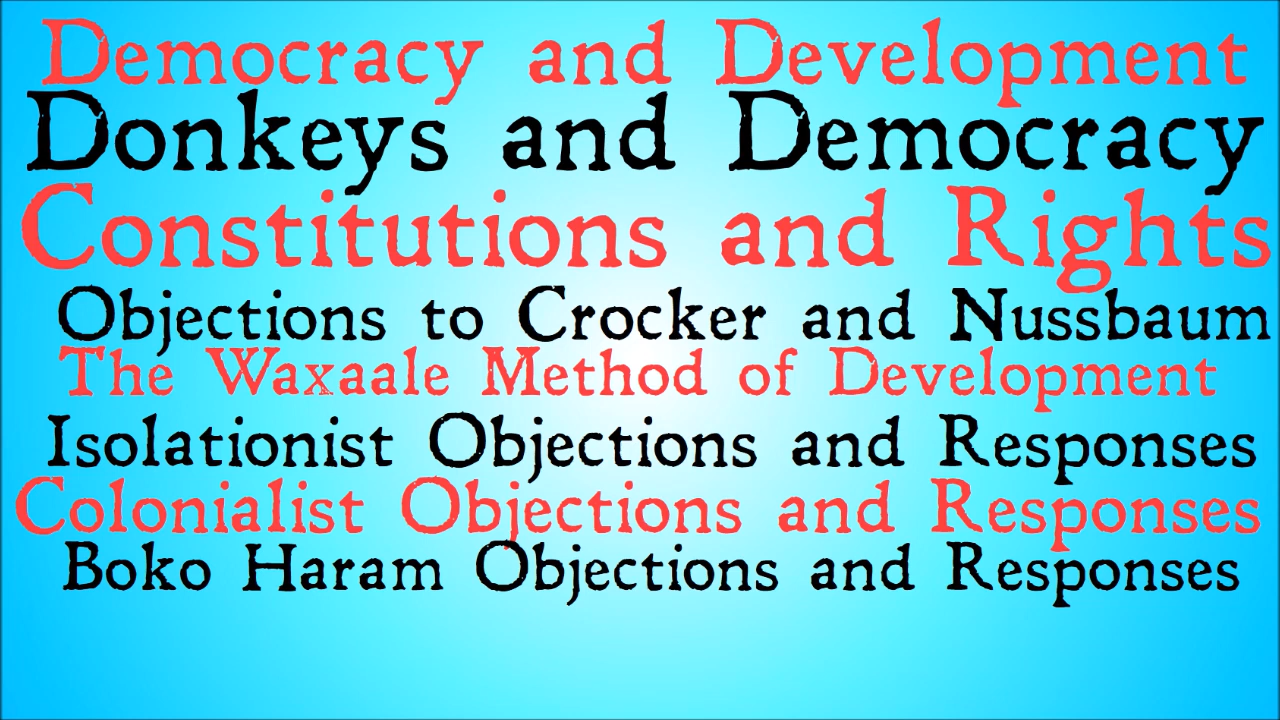 Democracy and Development
Donkeys and Democracy
Constitutions and Rights
Objections to Crocker and Nussbaum
The Waxaale Method of Development
Isolationist Objections and Responses
Colonialist Objections and Responses
Boko Haram Objections and Responses